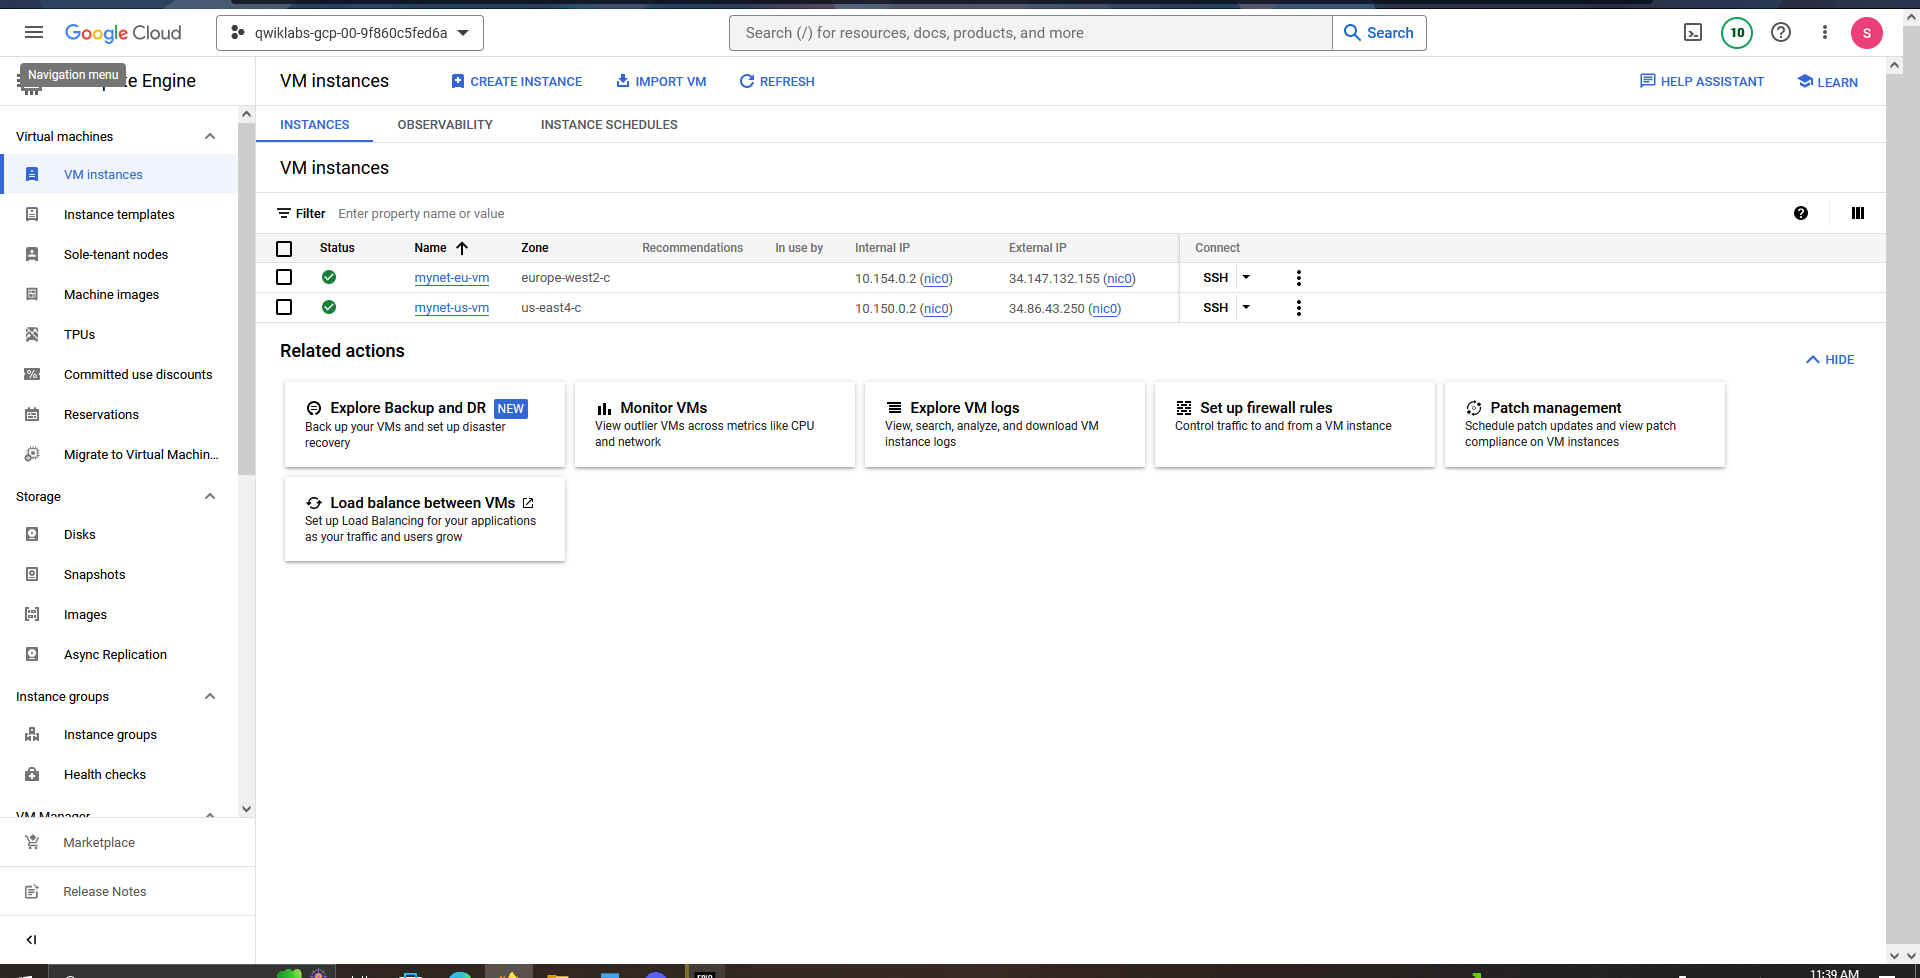 Google Cloud
qwiklabs-gcp-00-9f860c5fed6a
Search (/) for resources, docs, products, and more
Search
10
S
Navigation menu
Engine
VM instances
CREATE INSTANCE
IMPORT VM
REFRESH
HELP ASSISTANT
LEARN
INSTANCES
OBSERVABILITY
INSTANCE SCHEDULES
Virtual machines
VM instances
Instance templates
Sole-tenant nodes
Machine images
TPUs
Committed use discounts
Reservations
Migrate to Virtual Machin...
Storage
Disks
Snapshots
Images
Async Replication
Instance groups
Instance groups
Health checks
VM Manager
Marketplace
Release Notes
VM instances
Filter Enter property name or value
Status Name Zone Recommendations In use by Internal IP External IP Connect
mynet-eu-vm europe-west2-c 10.154.0.2 (nic0) 34.147.132.155 (nic0) SSH
mynet-us-vm us-east4-c 10.150.0.2 (nic0) 34.86.43.250 (nic0) SSH
Related actions
HIDE
Explore Backup and DR NEW
Back up your VMs and set up disaster
recovery
Monitor VMs
View outlier VMs across metrics like CPU
and network
Explore VM logs
View, search, analyze, and download VM
instance logs
Set up firewall rules
Control traffic to and from a VM instance
Patch management
Schedule patch updates and view patch
compliance on VM instances
Load balance between VMs
Set up Load Balancing for your applications
as your traffic and users grow
11:39 AM